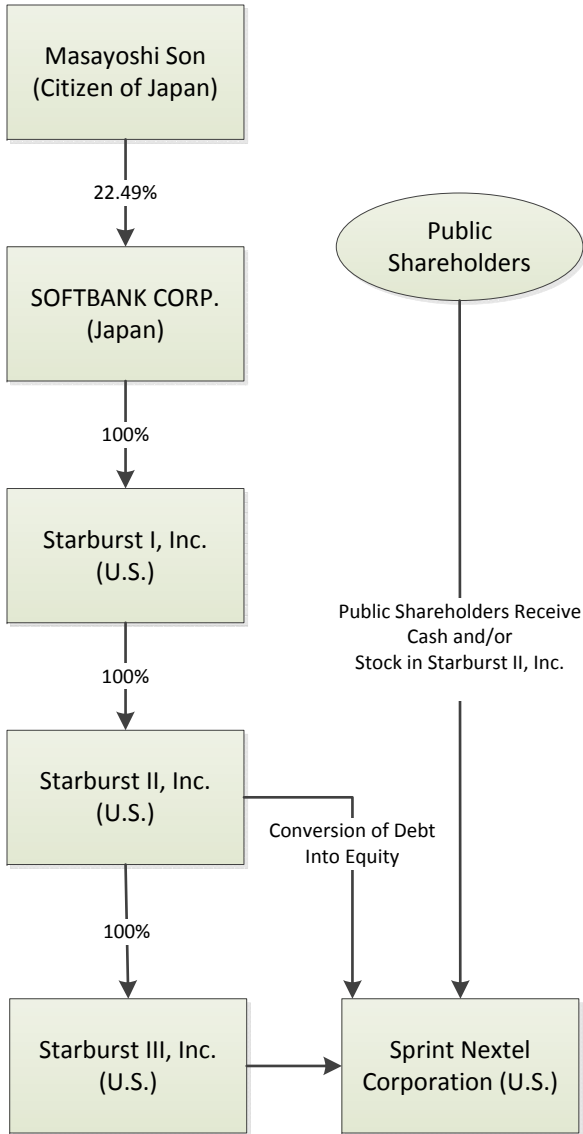 Masayoshi Son
(Citizen of Japan)
22.49%
SOFTBANK CORP.
(Japan)
Public
Shareholders
100%
Starburst I, Inc.
(U.S.)
Public Shareholders Receive
Cash and/or
Stock in Starburst II, Inc.
100%
Starburst II, Inc.
(U.S.)
Conversion of Debt
Into Equity
100%
Starburst III, Inc.
(U.S.)
Sprint Nextel
Corporation (U.S.)